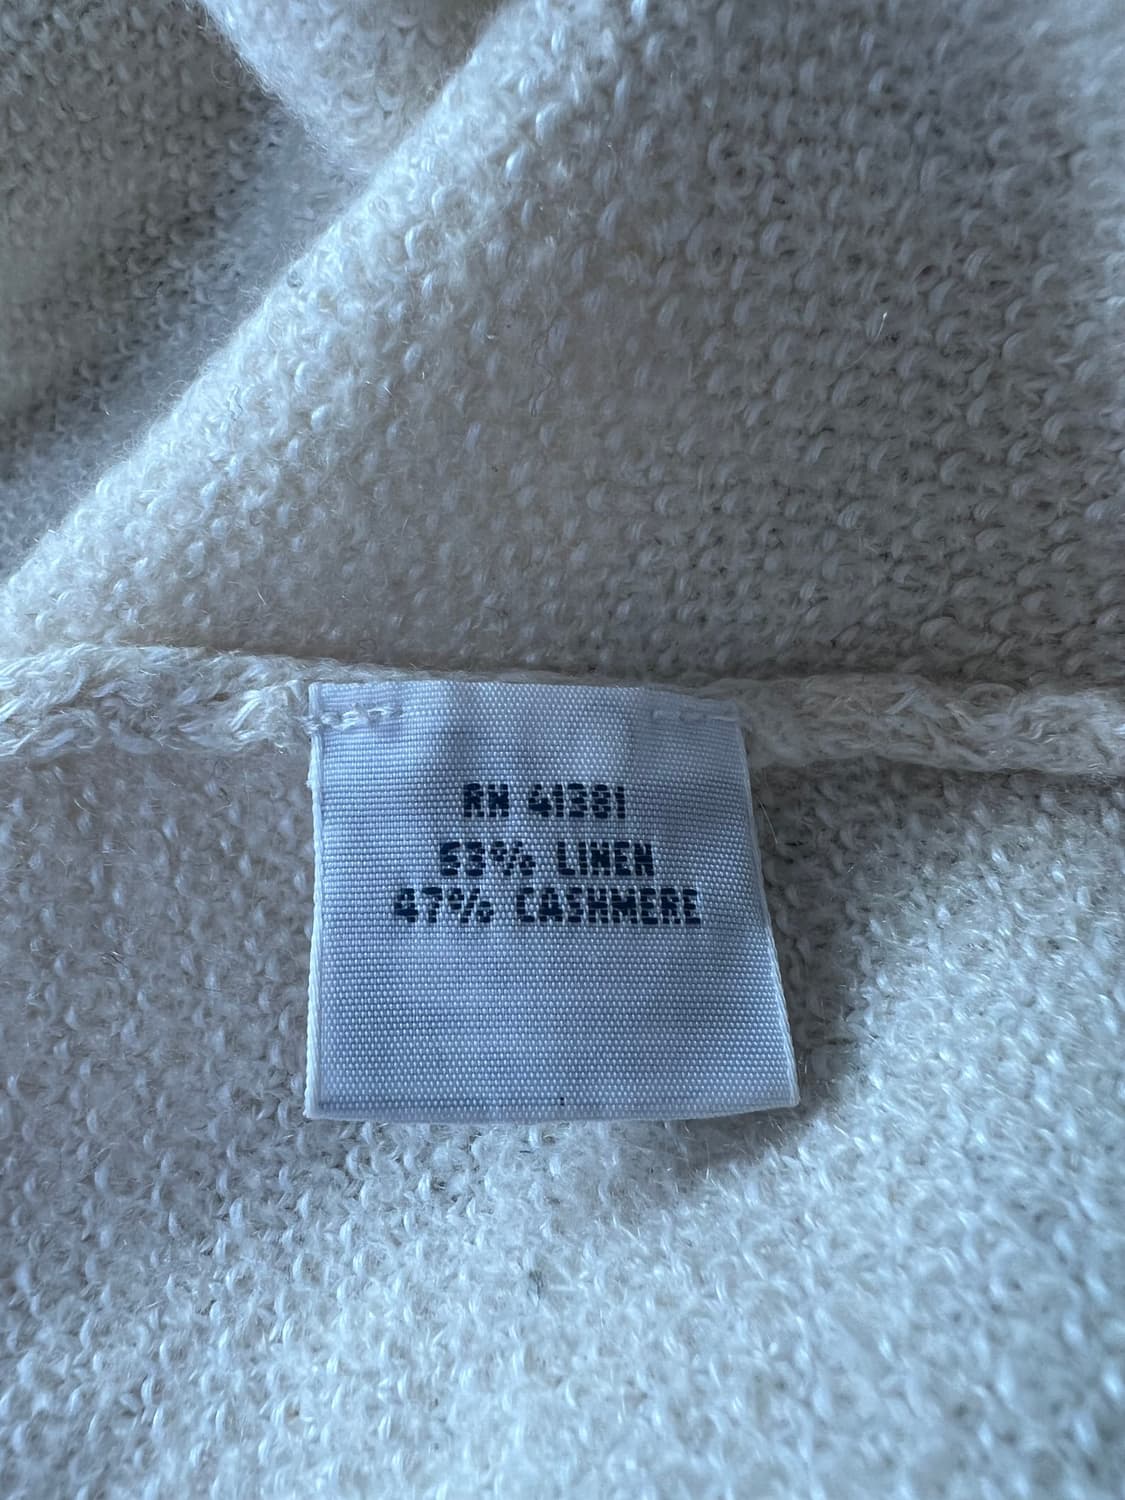 RN 41381
53% LINEN
47% CASHMERE